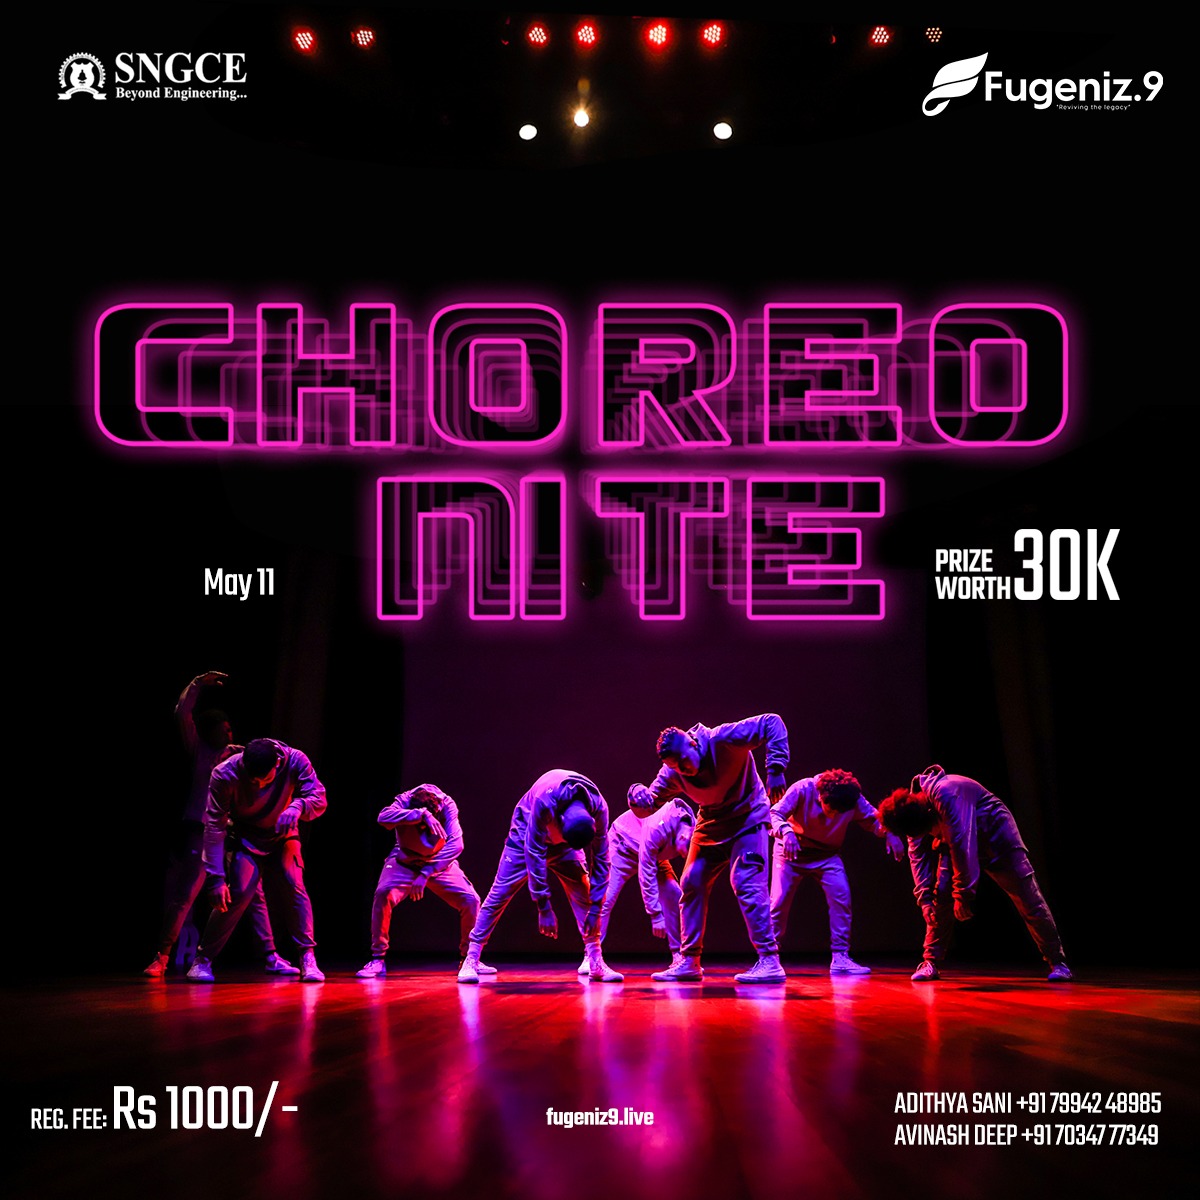 SNGCE
Beyond Engineering...
Fugeniz.9
"Reviving the legacy"
CHOREO
NITE
May 11
PRIZE
WORTH 30K
REG. FEE: Rs 1000/-
fugeniz9.live
ADITHYA SANI +91 79942 48985
AVINASH DEEP +91 70347 77349